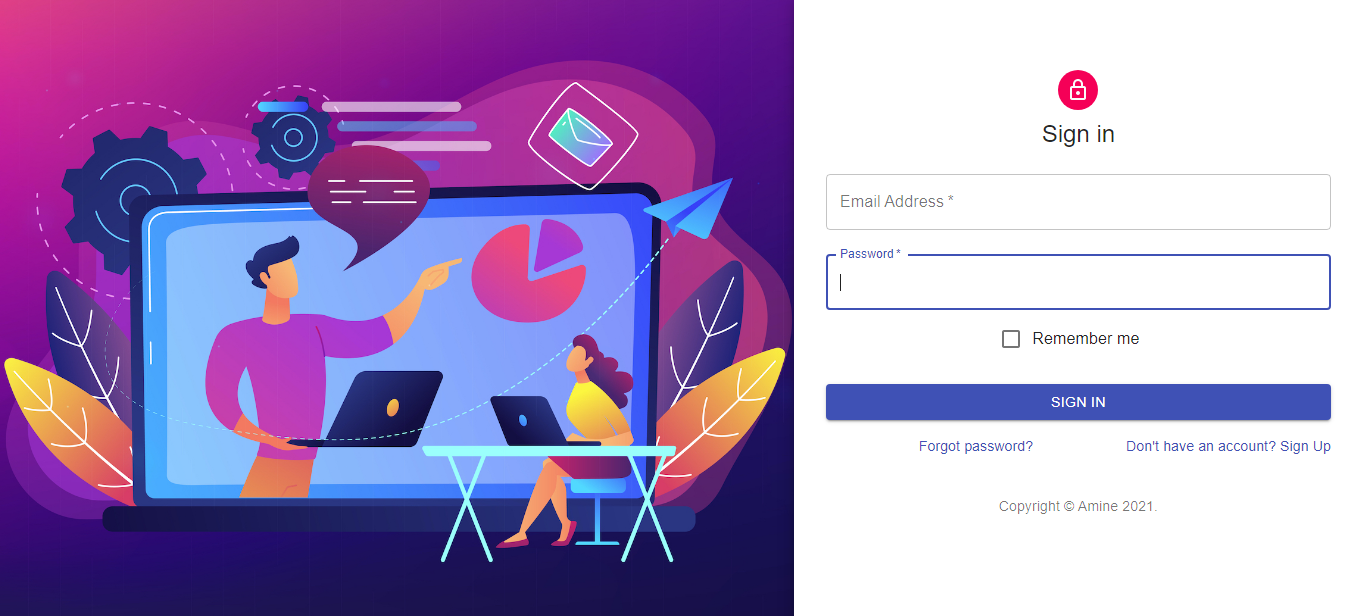 Sign in
Email Address *
Password *
Remember me
SIGN IN
Forgot password? Don't have an account? Sign Up
Copyright © Amine 2021.